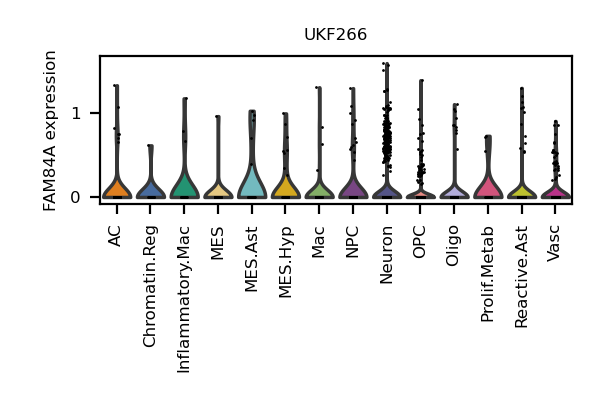 UKF266
FAM84A expression
1
0
AC
Chromatin.Reg
Inflammatory.Mac
MES
MES.Ast
MES.Hyp
Mac
NPC
Neuron
OPC
Oligo
Prolif.Metab
Reactive.Ast
Vasc